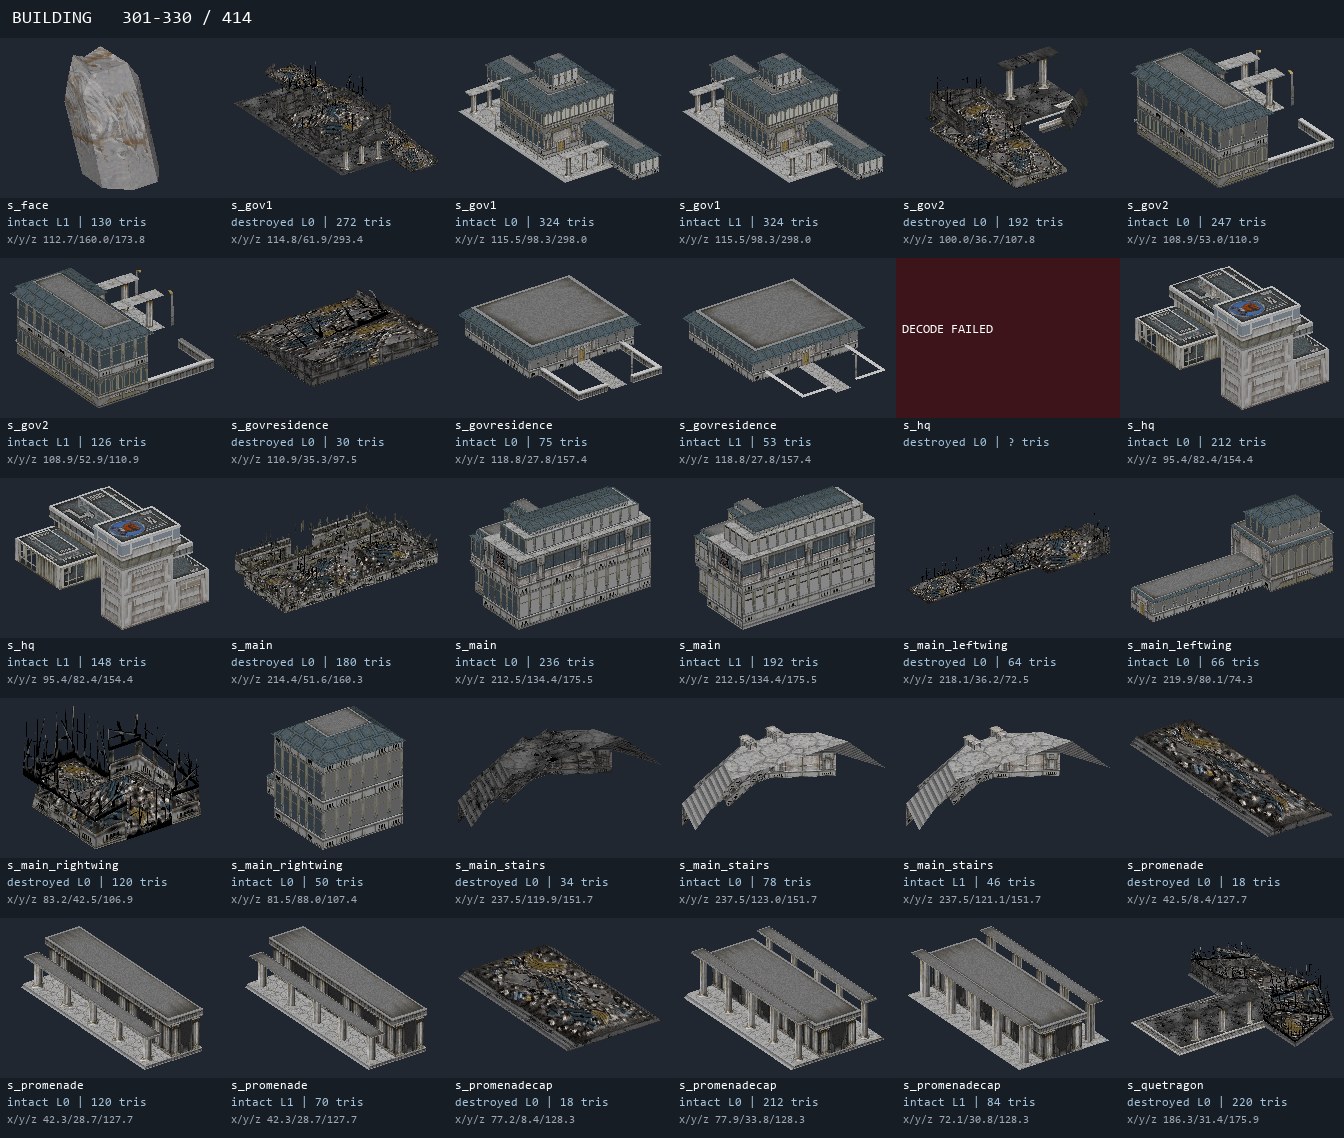 BUILDING 301-330 / 414
s_face
intact L1 | 130 tris
x/y/z 112.7/160.0/173.8
s_gov1
destroyed L0 | 272 tris
x/y/z 114.8/61.9/293.4
s_gov1
intact L0 | 324 tris
x/y/z 115.5/98.3/298.0
s_gov1
intact L1 | 324 tris
x/y/z 115.5/98.3/298.0
s_gov2
destroyed L0 | 192 tris
x/y/z 100.0/36.7/107.8
s_gov2
intact L0 | 247 tris
x/y/z 108.9/53.0/110.9
s_gov2
intact L1 | 126 tris
x/y/z 108.9/52.9/110.9
s_govresidence
destroyed L0 | 30 tris
x/y/z 110.9/35.3/97.5
s_govresidence
intact L0 | 75 tris
x/y/z 118.8/27.8/157.4
s_govresidence
intact L1 | 53 tris
x/y/z 118.8/27.8/157.4
DECODE FAILED
s_hq
destroyed L0 | ? tris
s_hq
intact L0 | 212 tris
x/y/z 95.4/82.4/154.4
s_hq
intact L1 | 148 tris
x/y/z 95.4/82.4/154.4
s_main
destroyed L0 | 180 tris
x/y/z 214.4/51.6/160.3
s_main
intact L0 | 236 tris
x/y/z 212.5/134.4/175.5
s_main
intact L1 | 192 tris
x/y/z 212.5/134.4/175.5
s_main_leftwing
destroyed L0 | 64 tris
x/y/z 218.1/36.2/72.5
s_main_leftwing
intact L0 | 66 tris
x/y/z 219.9/80.1/74.3
s_main_rightwing
destroyed L0 | 120 tris
x/y/z 83.2/42.5/106.9
s_main_rightwing
intact L0 | 50 tris
x/y/z 81.5/88.0/107.4
s_main_stairs
destroyed L0 | 34 tris
x/y/z 237.5/119.9/151.7
s_main_stairs
intact L0 | 78 tris
x/y/z 237.5/123.0/151.7
s_main_stairs
intact L1 | 46 tris
x/y/z 237.5/121.1/151.7
s_promenade
destroyed L0 | 18 tris
x/y/z 42.5/8.4/127.7
s_promenade
intact L0 | 120 tris
x/y/z 42.3/28.7/127.7
s_promenade
intact L1 | 70 tris
x/y/z 42.3/28.7/127.7
s_promenadecap
destroyed L0 | 18 tris
x/y/z 77.2/8.4/128.3
s_promenadecap
intact L0 | 212 tris
x/y/z 77.9/33.8/128.3
s_promenadecap
intact L1 | 84 tris
x/y/z 72.1/30.8/128.3
s_quetragon
destroyed L0 | 220 tris
x/y/z 186.3/31.4/175.9